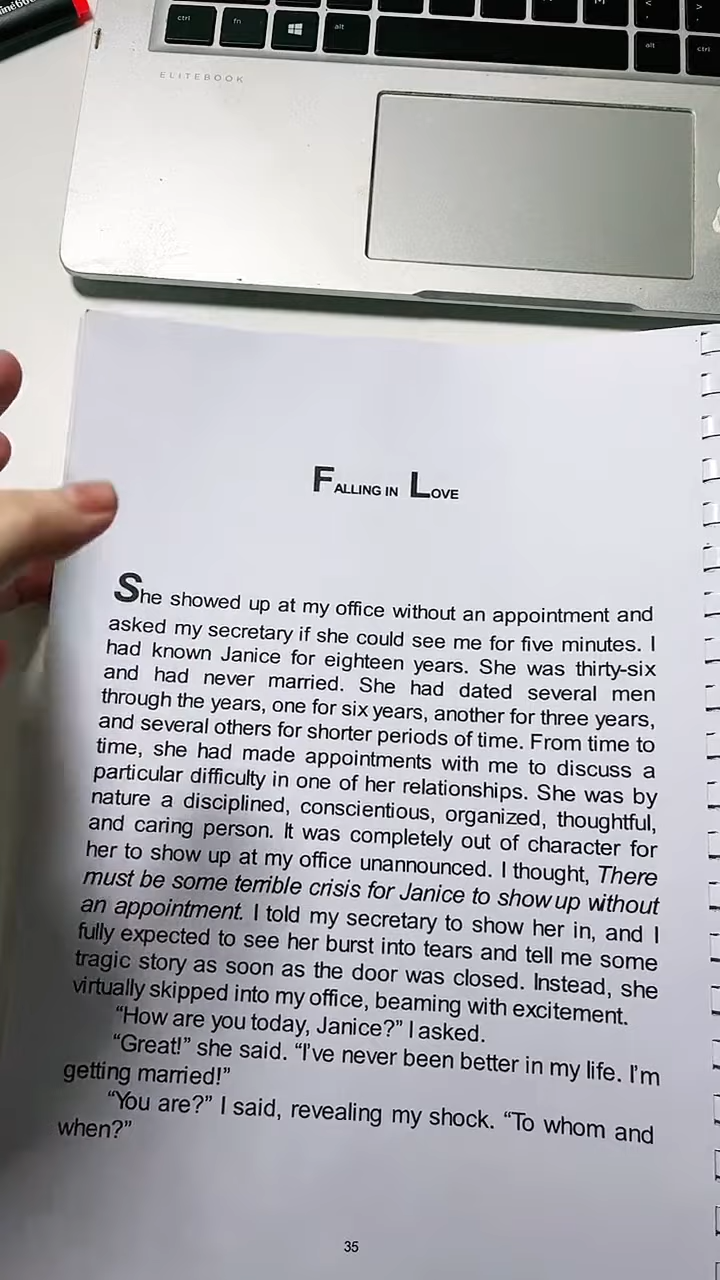 ctrl fn alt alt ctrl
ELITEBOOK
FALLING IN LOVE
She showed up at my office without an appointment and
asked my secretary if she could see me for five minutes. I
had known Janice for eighteen years. She was thirty-six
and had never married. She had dated several men
through the years, one for six years, another for three years,
and several others for shorter periods of time. From time to
time, she had made appointments with me to discuss a
particular difficulty in one of her relationships. She was by
nature a disciplined, conscientious, organized, thoughtful,
and caring person. It was completely out of character for
her to show up at my office unannounced. I thought, There
must be some terrible crisis for Janice to show up without
an appointment. I told my secretary to show her in, and I
fully expected to see her burst into tears and tell me some
tragic story as soon as the door was closed. Instead, she
virtually skipped into my office, beaming with excitement.
“How are you today, Janice?” I asked.
“Great!” she said. “I’ve never been better in my life. I’m
getting married!”
“You are?” I said, revealing my shock. “To whom and
when?”
35